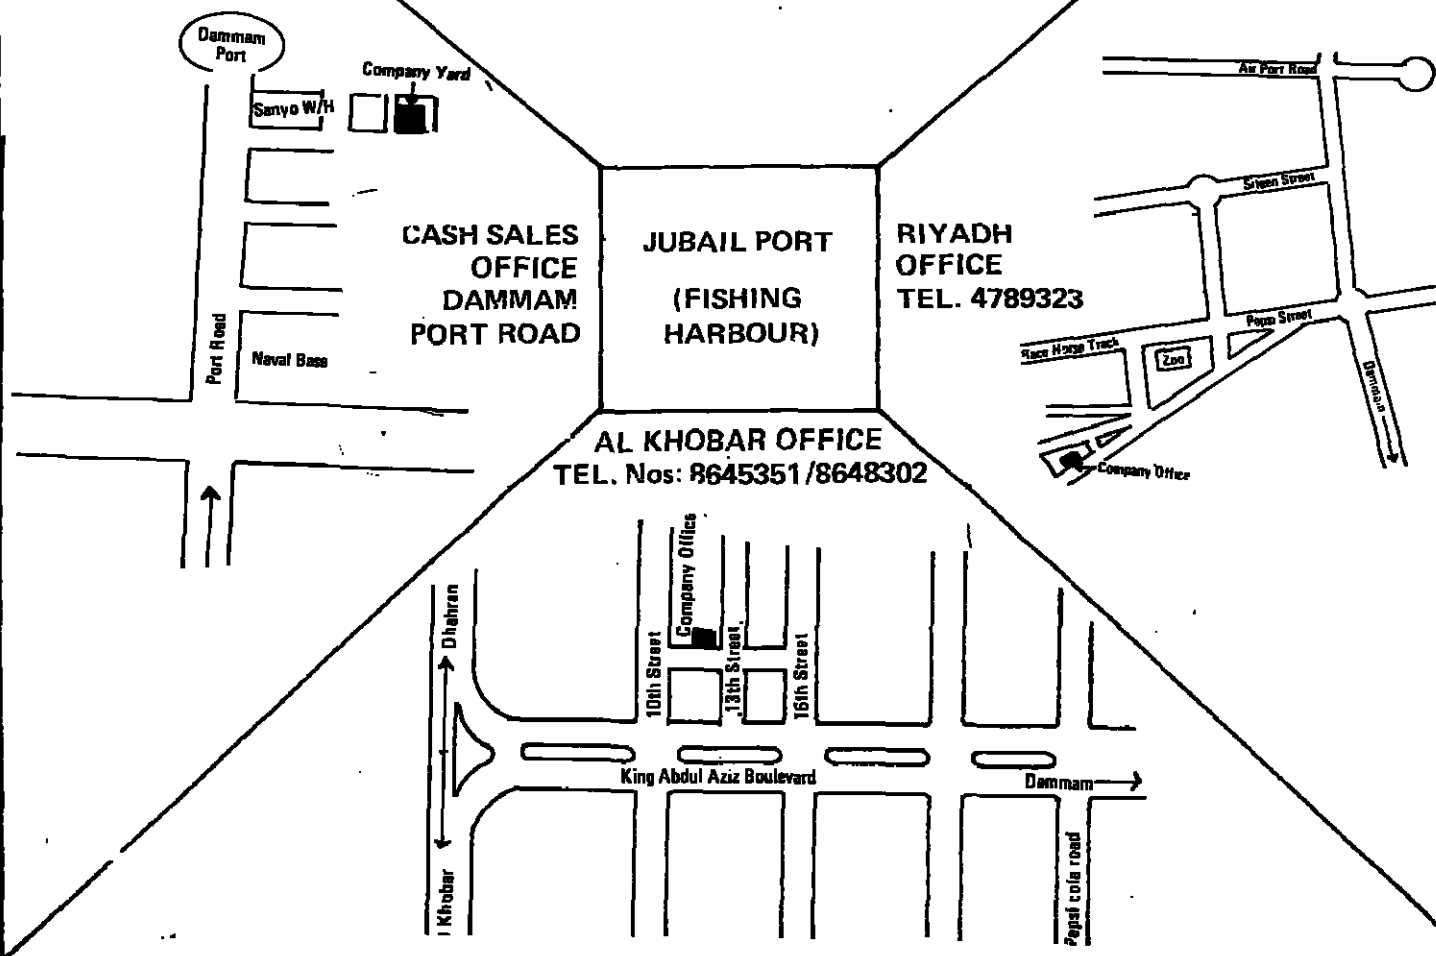 Dammam
Port
Company Yard
Sanyo W/H
Port Road
Naval Base
CASH SALES
OFFICE
DAMMAM
PORT ROAD
JUBAIL PORT
(FISHING
HARBOUR)
RIYADH
OFFICE
TEL. 4789323
Air Port Road
Siteen Street
Pepsi Street
Race Horse Track
Zoo
Dammam
Company Office
AL KHOBAR OFFICE
TEL. Nos: 8645351/8648302
Dhahran
10th Street
Company Office
13th Street
16th Street
King Abdul Aziz Boulevard
Dammam
l Khobar
Pepsi cola road